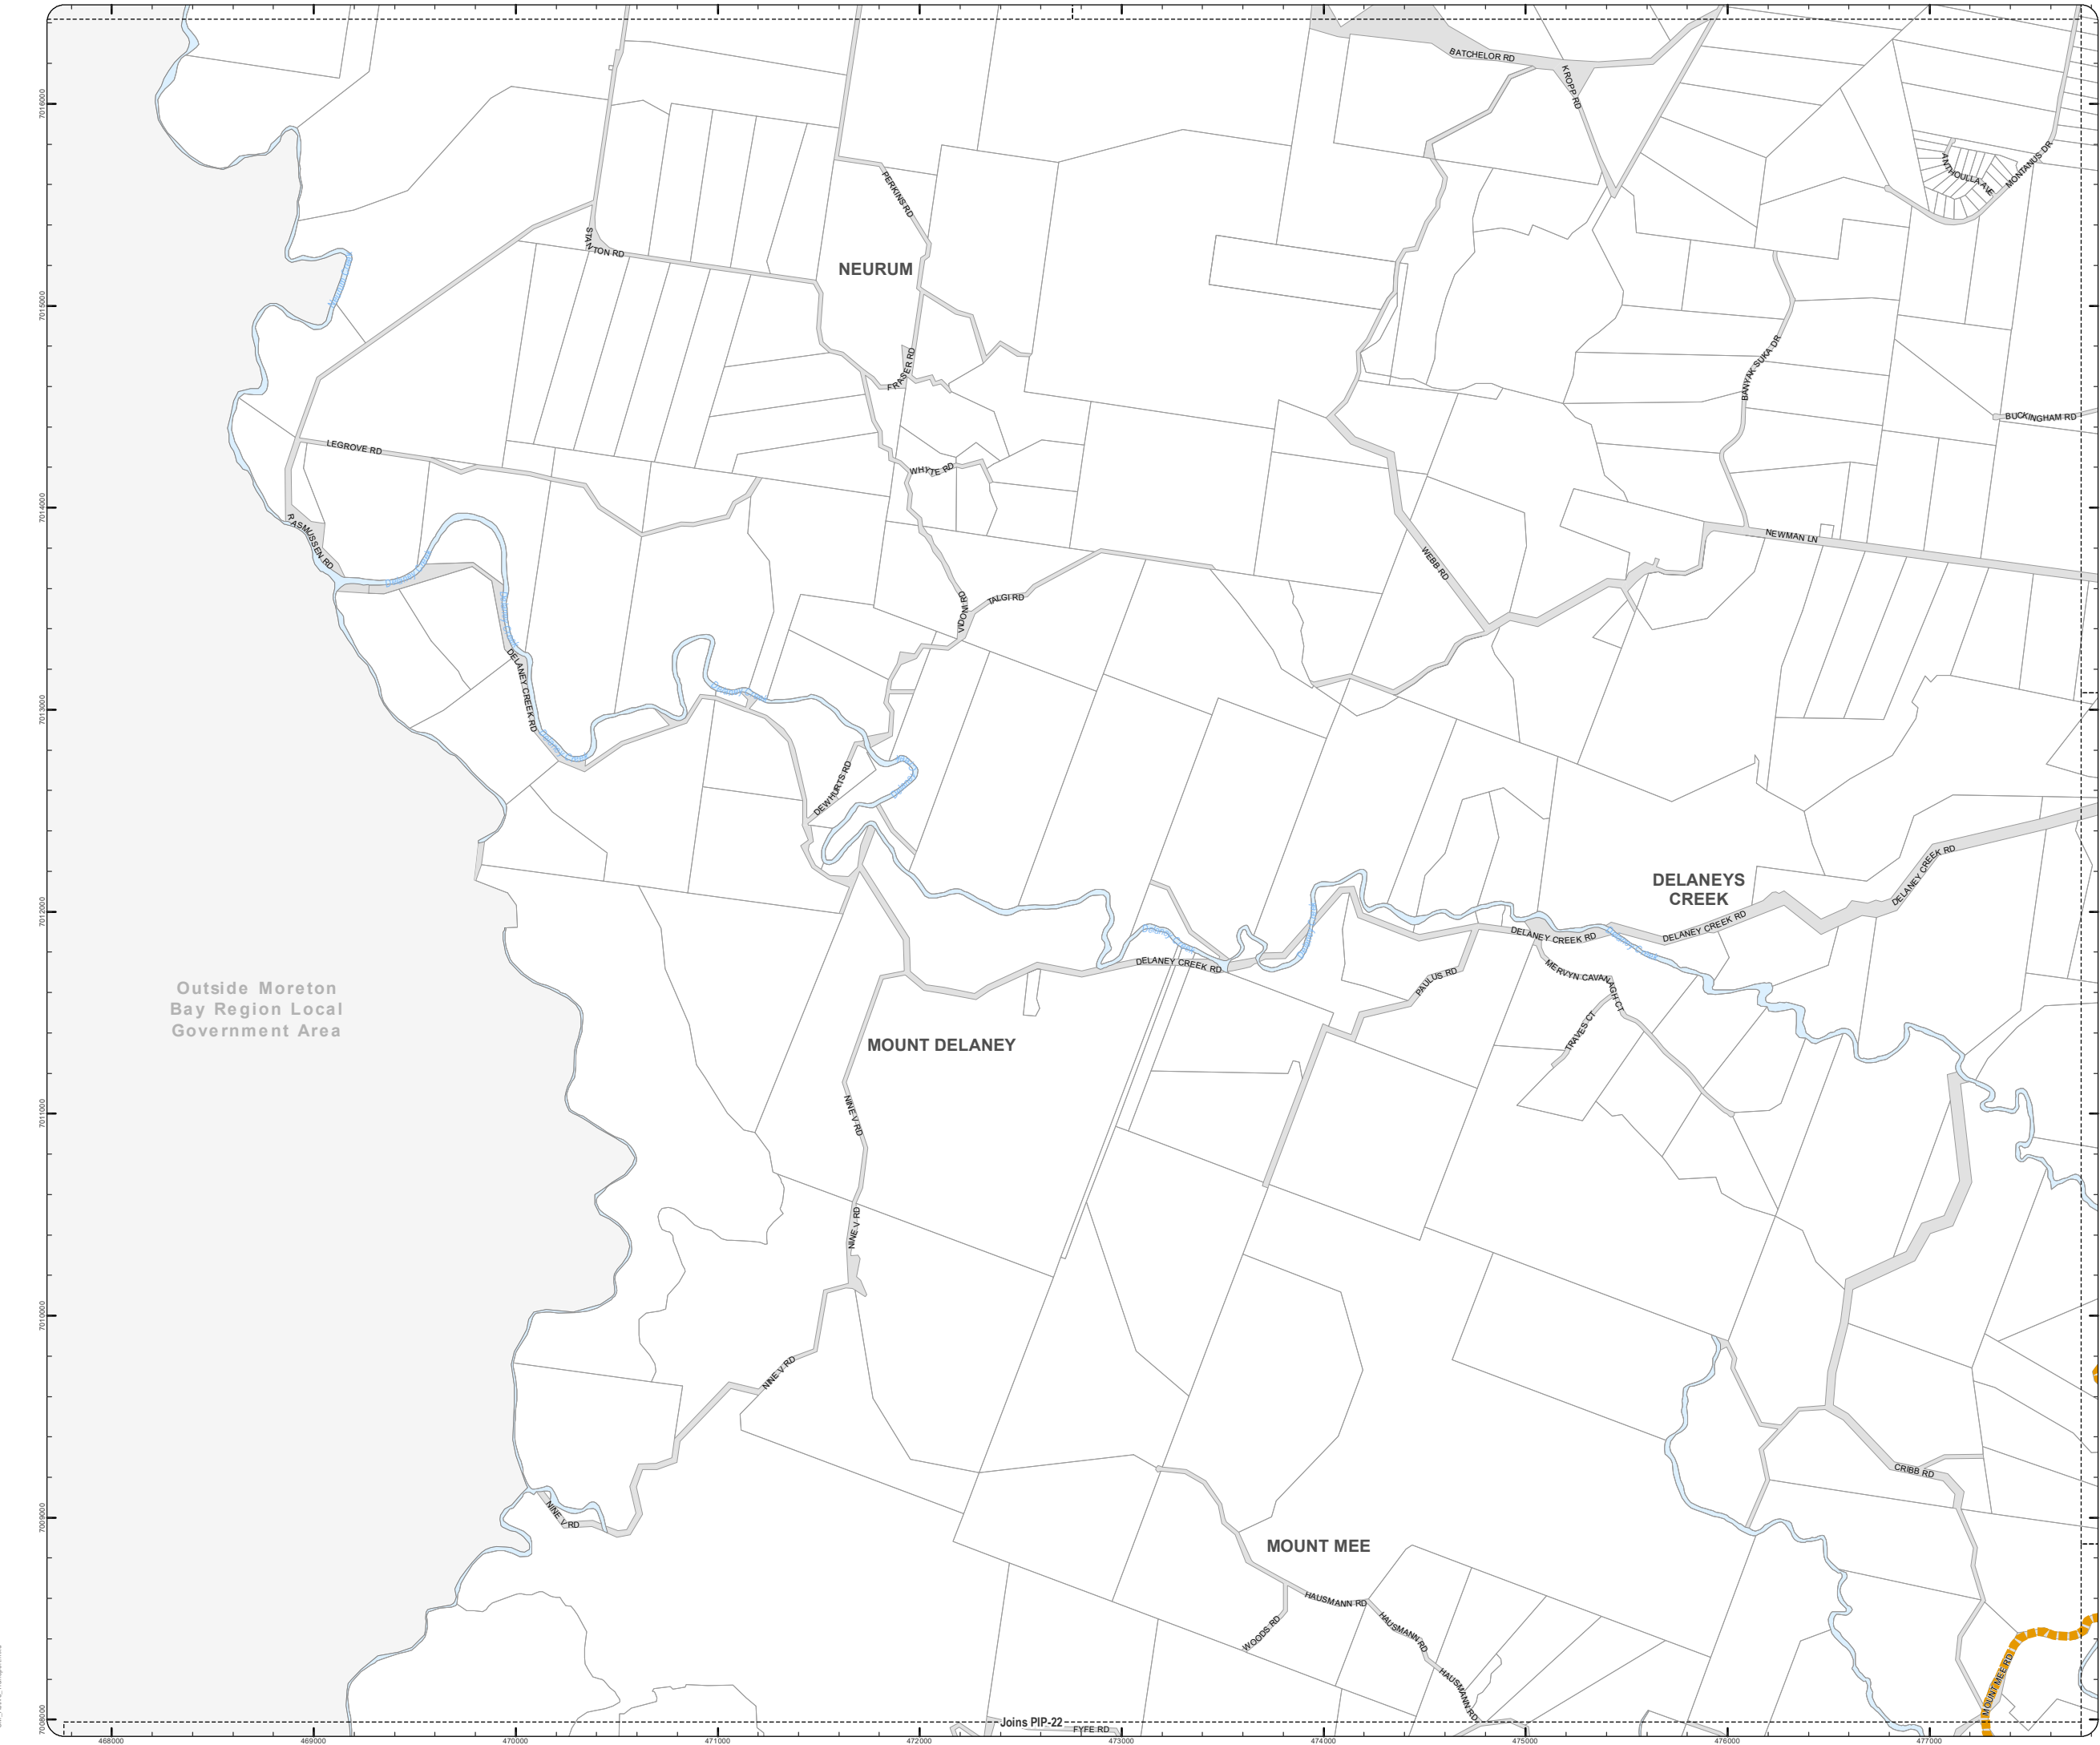 BATCHELOR RD
KROPP RD
7016000
ANTHOULLA AVE
MONTANUS DR
PERKINS RD
STANTON RD
NEURUM
7015000
FRASER RD
BANYAK SUKA DR
BUCKINGHAM RD
LEGROVE RD
WHYTE RD
7014000
RASMUSSEN RD
NEWMAN LN
WEBB RD
VIDONI RD
TALGI RD
DELANEY CREEK RD
7013000
DEWHURTS RD
DELANEYS
CREEK
DELANEY CREEK RD
7012000
DELANEY CREEK RD
DELANEY CREEK RD
DELANEY CREEK RD
PAULUS RD
MERVYN CAVANAGH CT
Outside Moreton
Bay Region Local
Government Area
TRAVES CT
MOUNT DELANEY
7011000
NINE V RD
NINE V RD
7010000
NINE V RD
CRIBB RD
7009000
NINE V RD
MOUNT MEE
HAUSMANN RD
WOODS RD
HAUSMANN RD
HAUSMANN RD
MOUNT MEE RD
7008000
Joins PIP-22
FYFE RD
468000 469000 470000 471000 472000 473000 474000 475000 476000 477000